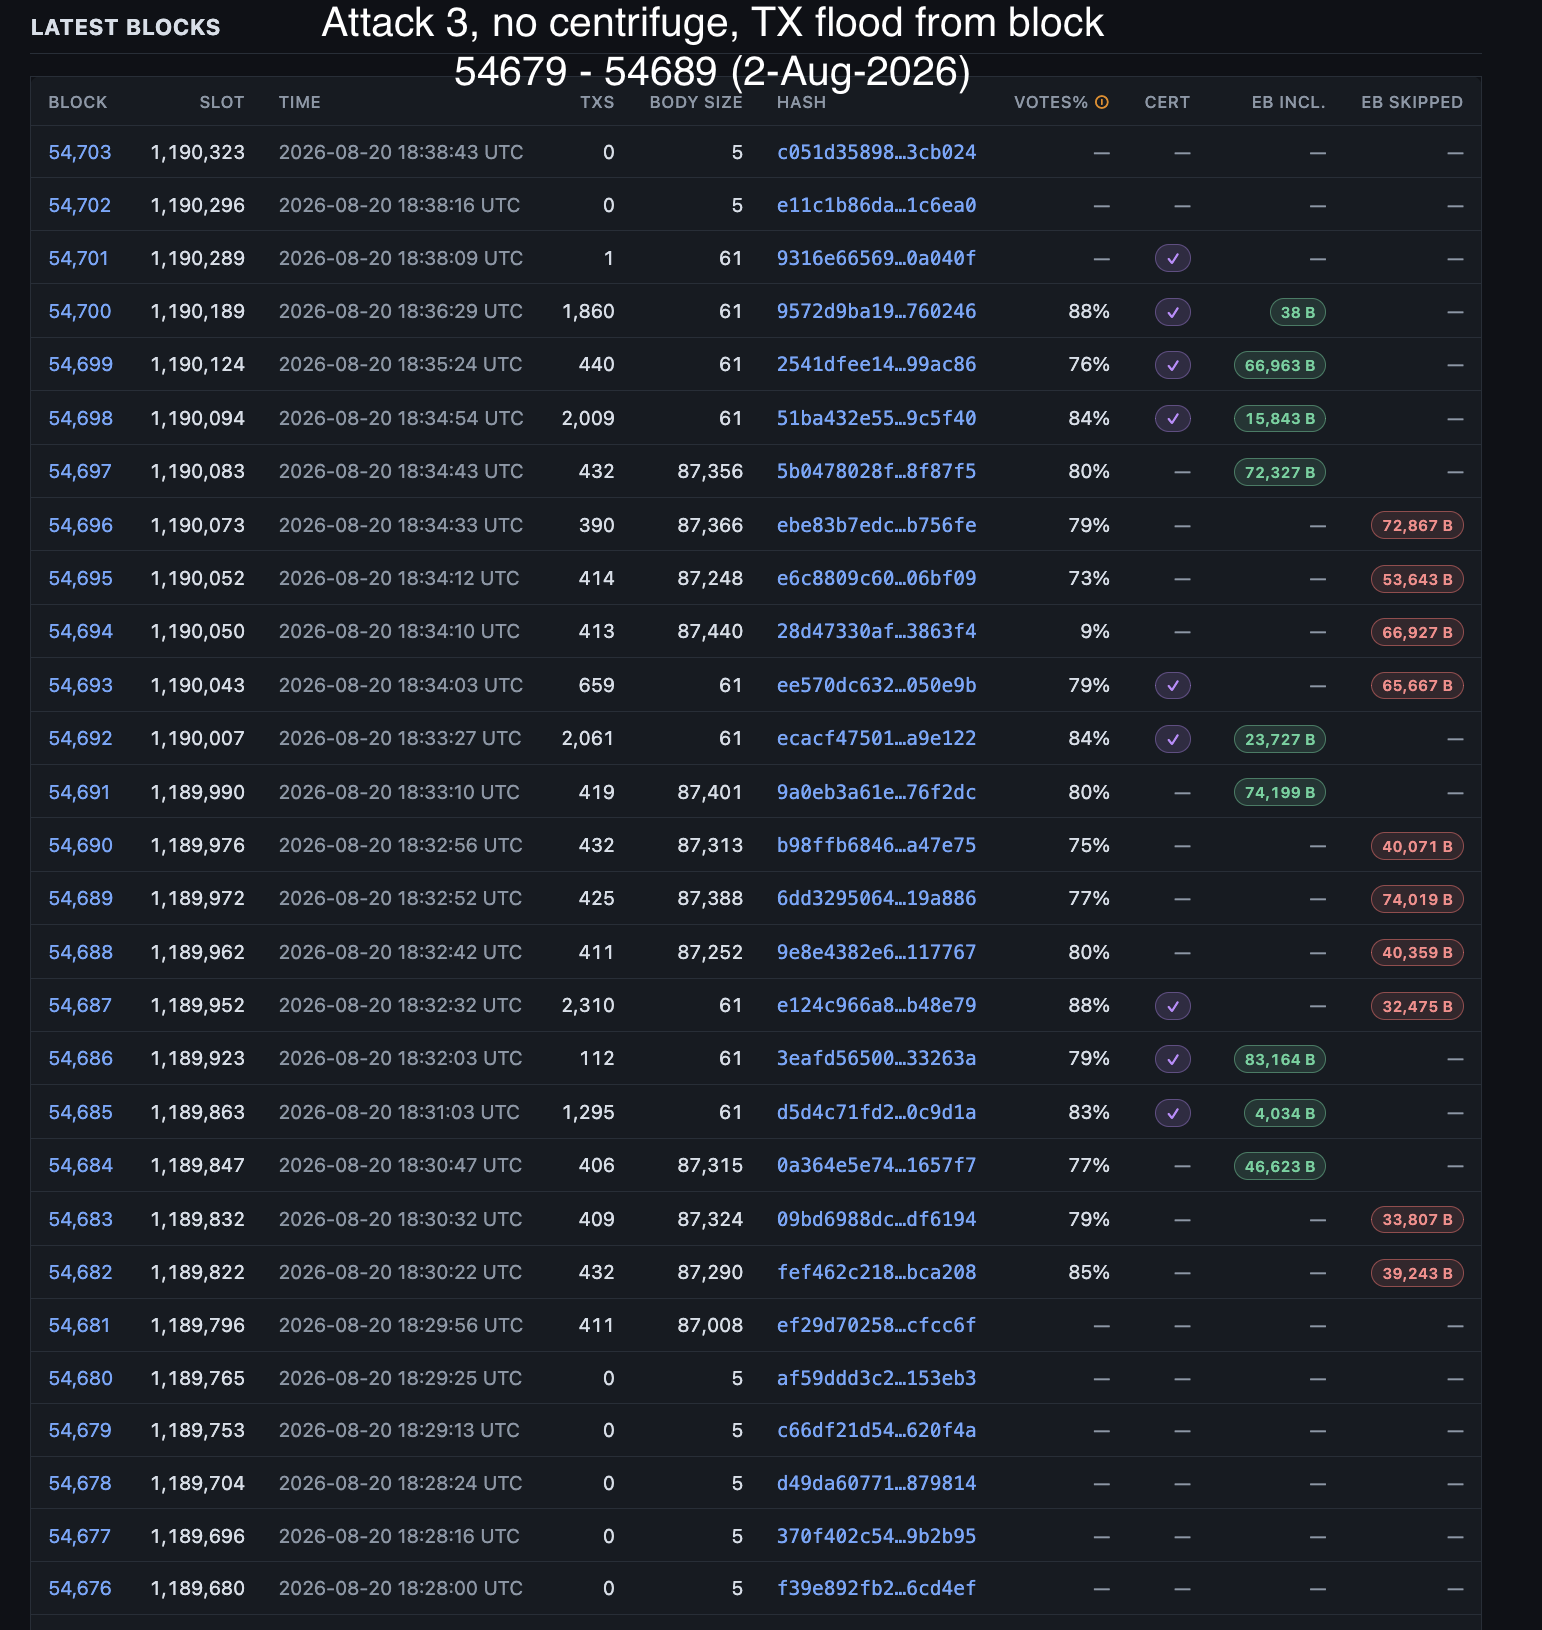 LATEST BLOCKS
Attack 3, no centrifuge, TX flood from block
54679 - 54689 (2-Aug-2026)
BLOCK SLOT TIME TXS BODY SIZE HASH VOTES% CERT EB INCL. EB SKIPPED
54,703 1,190,323 2026-08-20 18:38:43 UTC 0 5 c051d35898…3cb024 — — — —
54,702 1,190,296 2026-08-20 18:38:16 UTC 0 5 e11c1b86da…1c6ea0 — — — —
54,701 1,190,289 2026-08-20 18:38:09 UTC 1 61 9316e66569…0a040f — ✓ — —
54,700 1,190,189 2026-08-20 18:36:29 UTC 1,860 61 9572d9ba19…760246 88% ✓ 38 B —
54,699 1,190,124 2026-08-20 18:35:24 UTC 440 61 2541dfee14…99ac86 76% ✓ 66,963 B —
54,698 1,190,094 2026-08-20 18:34:54 UTC 2,009 61 51ba432e55…9c5f40 84% ✓ 15,843 B —
54,697 1,190,083 2026-08-20 18:34:43 UTC 432 87,356 5b0478028f…8f87f5 80% — 72,327 B —
54,696 1,190,073 2026-08-20 18:34:33 UTC 390 87,366 ebe83b7edc…b756fe 79% — — 72,867 B
54,695 1,190,052 2026-08-20 18:34:12 UTC 414 87,248 e6c8809c60…06bf09 73% — — 53,643 B
54,694 1,190,050 2026-08-20 18:34:10 UTC 413 87,440 28d47330af…3863f4 9% — — 66,927 B
54,693 1,190,043 2026-08-20 18:34:03 UTC 659 61 ee570dc632…050e9b 79% ✓ — 65,667 B
54,692 1,190,007 2026-08-20 18:33:27 UTC 2,061 61 ecacf47501…a9e122 84% ✓ 23,727 B —
54,691 1,189,990 2026-08-20 18:33:10 UTC 419 87,401 9a0eb3a61e…76f2dc 80% — 74,199 B —
54,690 1,189,976 2026-08-20 18:32:56 UTC 432 87,313 b98ffb6846…a47e75 75% — — 40,071 B
54,689 1,189,972 2026-08-20 18:32:52 UTC 425 87,388 6dd3295064…19a886 77% — — 74,019 B
54,688 1,189,962 2026-08-20 18:32:42 UTC 411 87,252 9e8e4382e6…117767 80% — — 40,359 B
54,687 1,189,952 2026-08-20 18:32:32 UTC 2,310 61 e124c966a8…b48e79 88% ✓ — 32,475 B
54,686 1,189,923 2026-08-20 18:32:03 UTC 112 61 3eafd56500…33263a 79% ✓ 83,164 B —
54,685 1,189,863 2026-08-20 18:31:03 UTC 1,295 61 d5d4c71fd2…0c9d1a 83% ✓ 4,034 B —
54,684 1,189,847 2026-08-20 18:30:47 UTC 406 87,315 0a364e5e74…1657f7 77% — 46,623 B —
54,683 1,189,832 2026-08-20 18:30:32 UTC 409 87,324 09bd6988dc…df6194 79% — — 33,807 B
54,682 1,189,822 2026-08-20 18:30:22 UTC 432 87,290 fef462c218…bca208 85% — — 39,243 B
54,681 1,189,796 2026-08-20 18:29:56 UTC 411 87,008 ef29d70258…cfcc6f — — — —
54,680 1,189,765 2026-08-20 18:29:25 UTC 0 5 af59ddd3c2…153eb3 — — — —
54,679 1,189,753 2026-08-20 18:29:13 UTC 0 5 c66df21d54…620f4a — — — —
54,678 1,189,704 2026-08-20 18:28:24 UTC 0 5 d49da60771…879814 — — — —
54,677 1,189,696 2026-08-20 18:28:16 UTC 0 5 370f402c54…9b2b95 — — — —
54,676 1,189,680 2026-08-20 18:28:00 UTC 0 5 f39e892fb2…6cd4ef — — — —